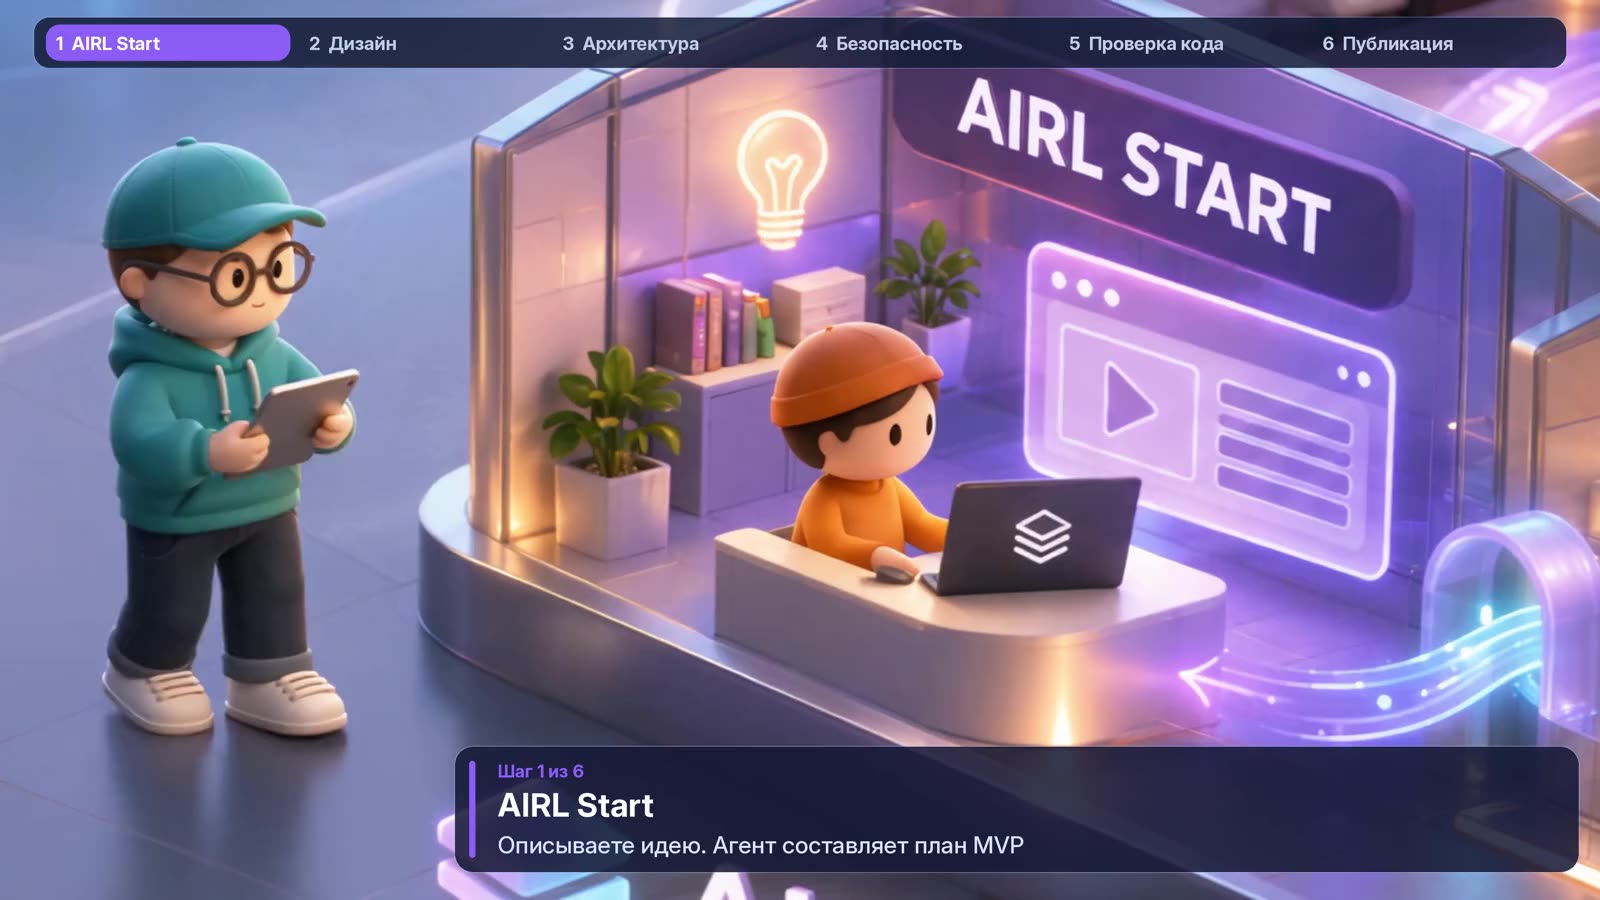 1 AIRL Start
2 Дизайн
3 Архитектура
4 Безопасность
5 Проверка кода
6 Публикация
AIRL START
Шаг 1 из 6
AIRL Start
Описываете идею. Агент составляет план MVP